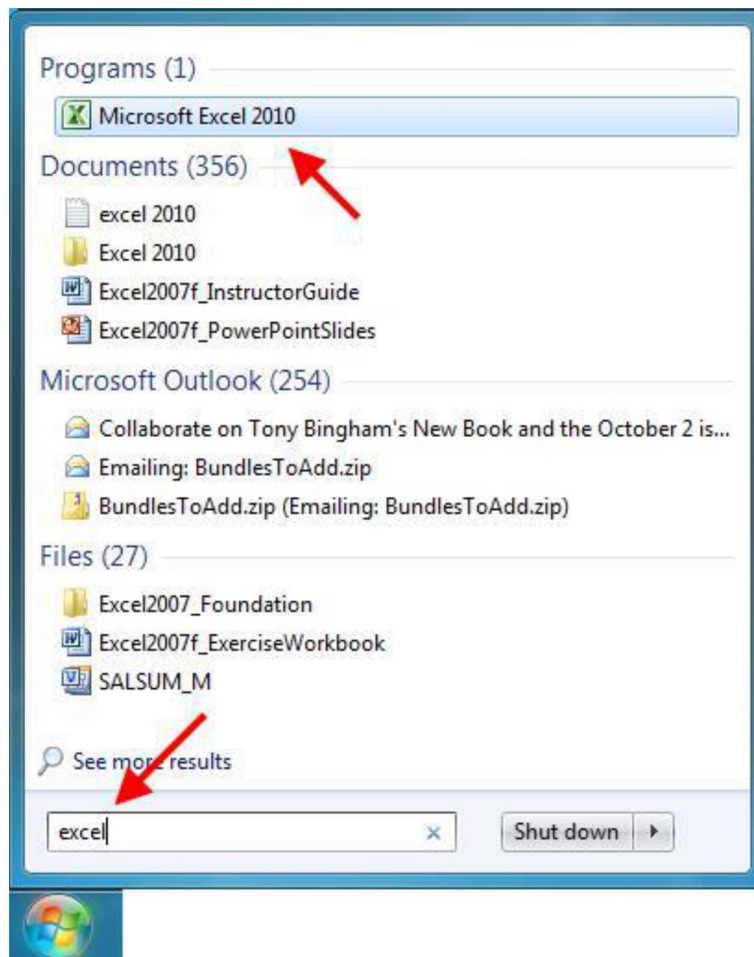 Programs (1)
Microsoft Excel 2010
Documents (356)
excel 2010
Excel 2010
Excel2007f_InstructorGuide
Excel2007f_PowerPointSlides
Microsoft Outlook (254)
Collaborate on Tony Bingham's New Book and the October 2 is...
Emailing: BundlesToAdd.zip
BundlesToAdd.zip (Emailing: BundlesToAdd.zip)
Files (27)
Excel2007_Foundation
Excel2007f_ExerciseWorkbook
SALSUM_M
See more results
excel
Shut down